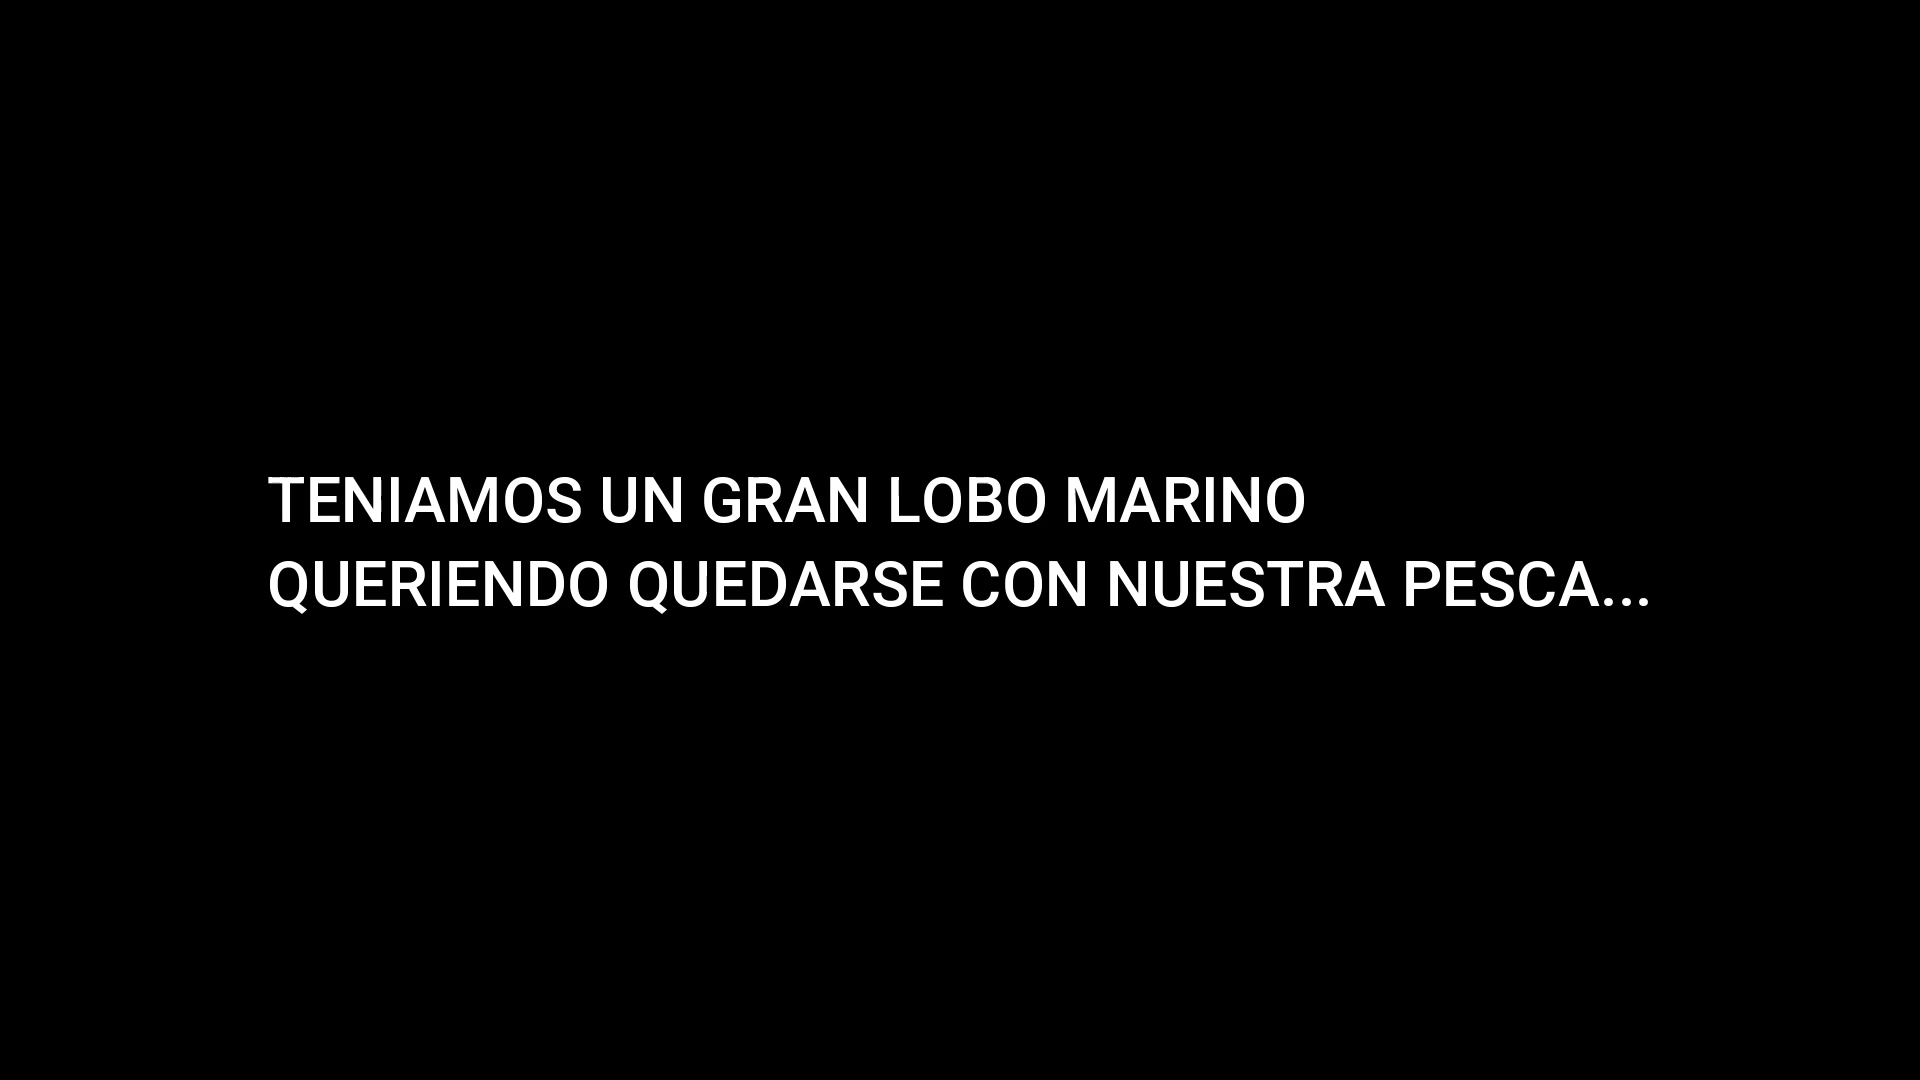 TENIAMOS UN GRAN LOBO MARINO
QUERIENDO QUEDARSE CON NUESTRA PESCA...